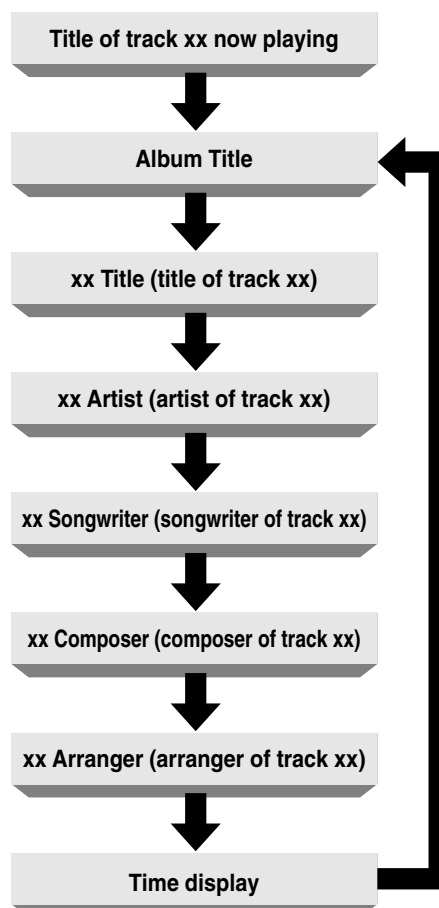 Title of track xx now playing
Album Title
xx Title (title of track xx)
xx Artist (artist of track xx)
xx Songwriter (songwriter of track xx)
xx Composer (composer of track xx)
xx Arranger (arranger of track xx)
Time display